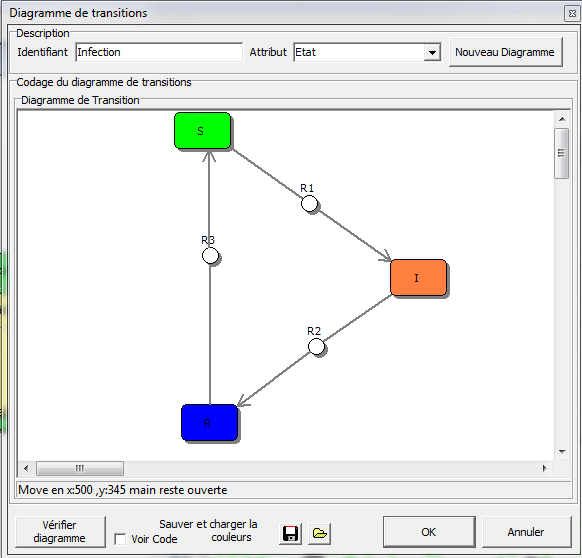 Diagramme de transitions
Description
Identifiant Infection Attribut Etat Nouveau Diagramme
Codage du diagramme de transitions
Diagramme de Transition
S
R1
R3
I
R2
R
Move en x:500 ,y:345 main reste ouverte
Vérifier diagramme
Voir Code
Sauver et charger la couleurs
OK
Annuler